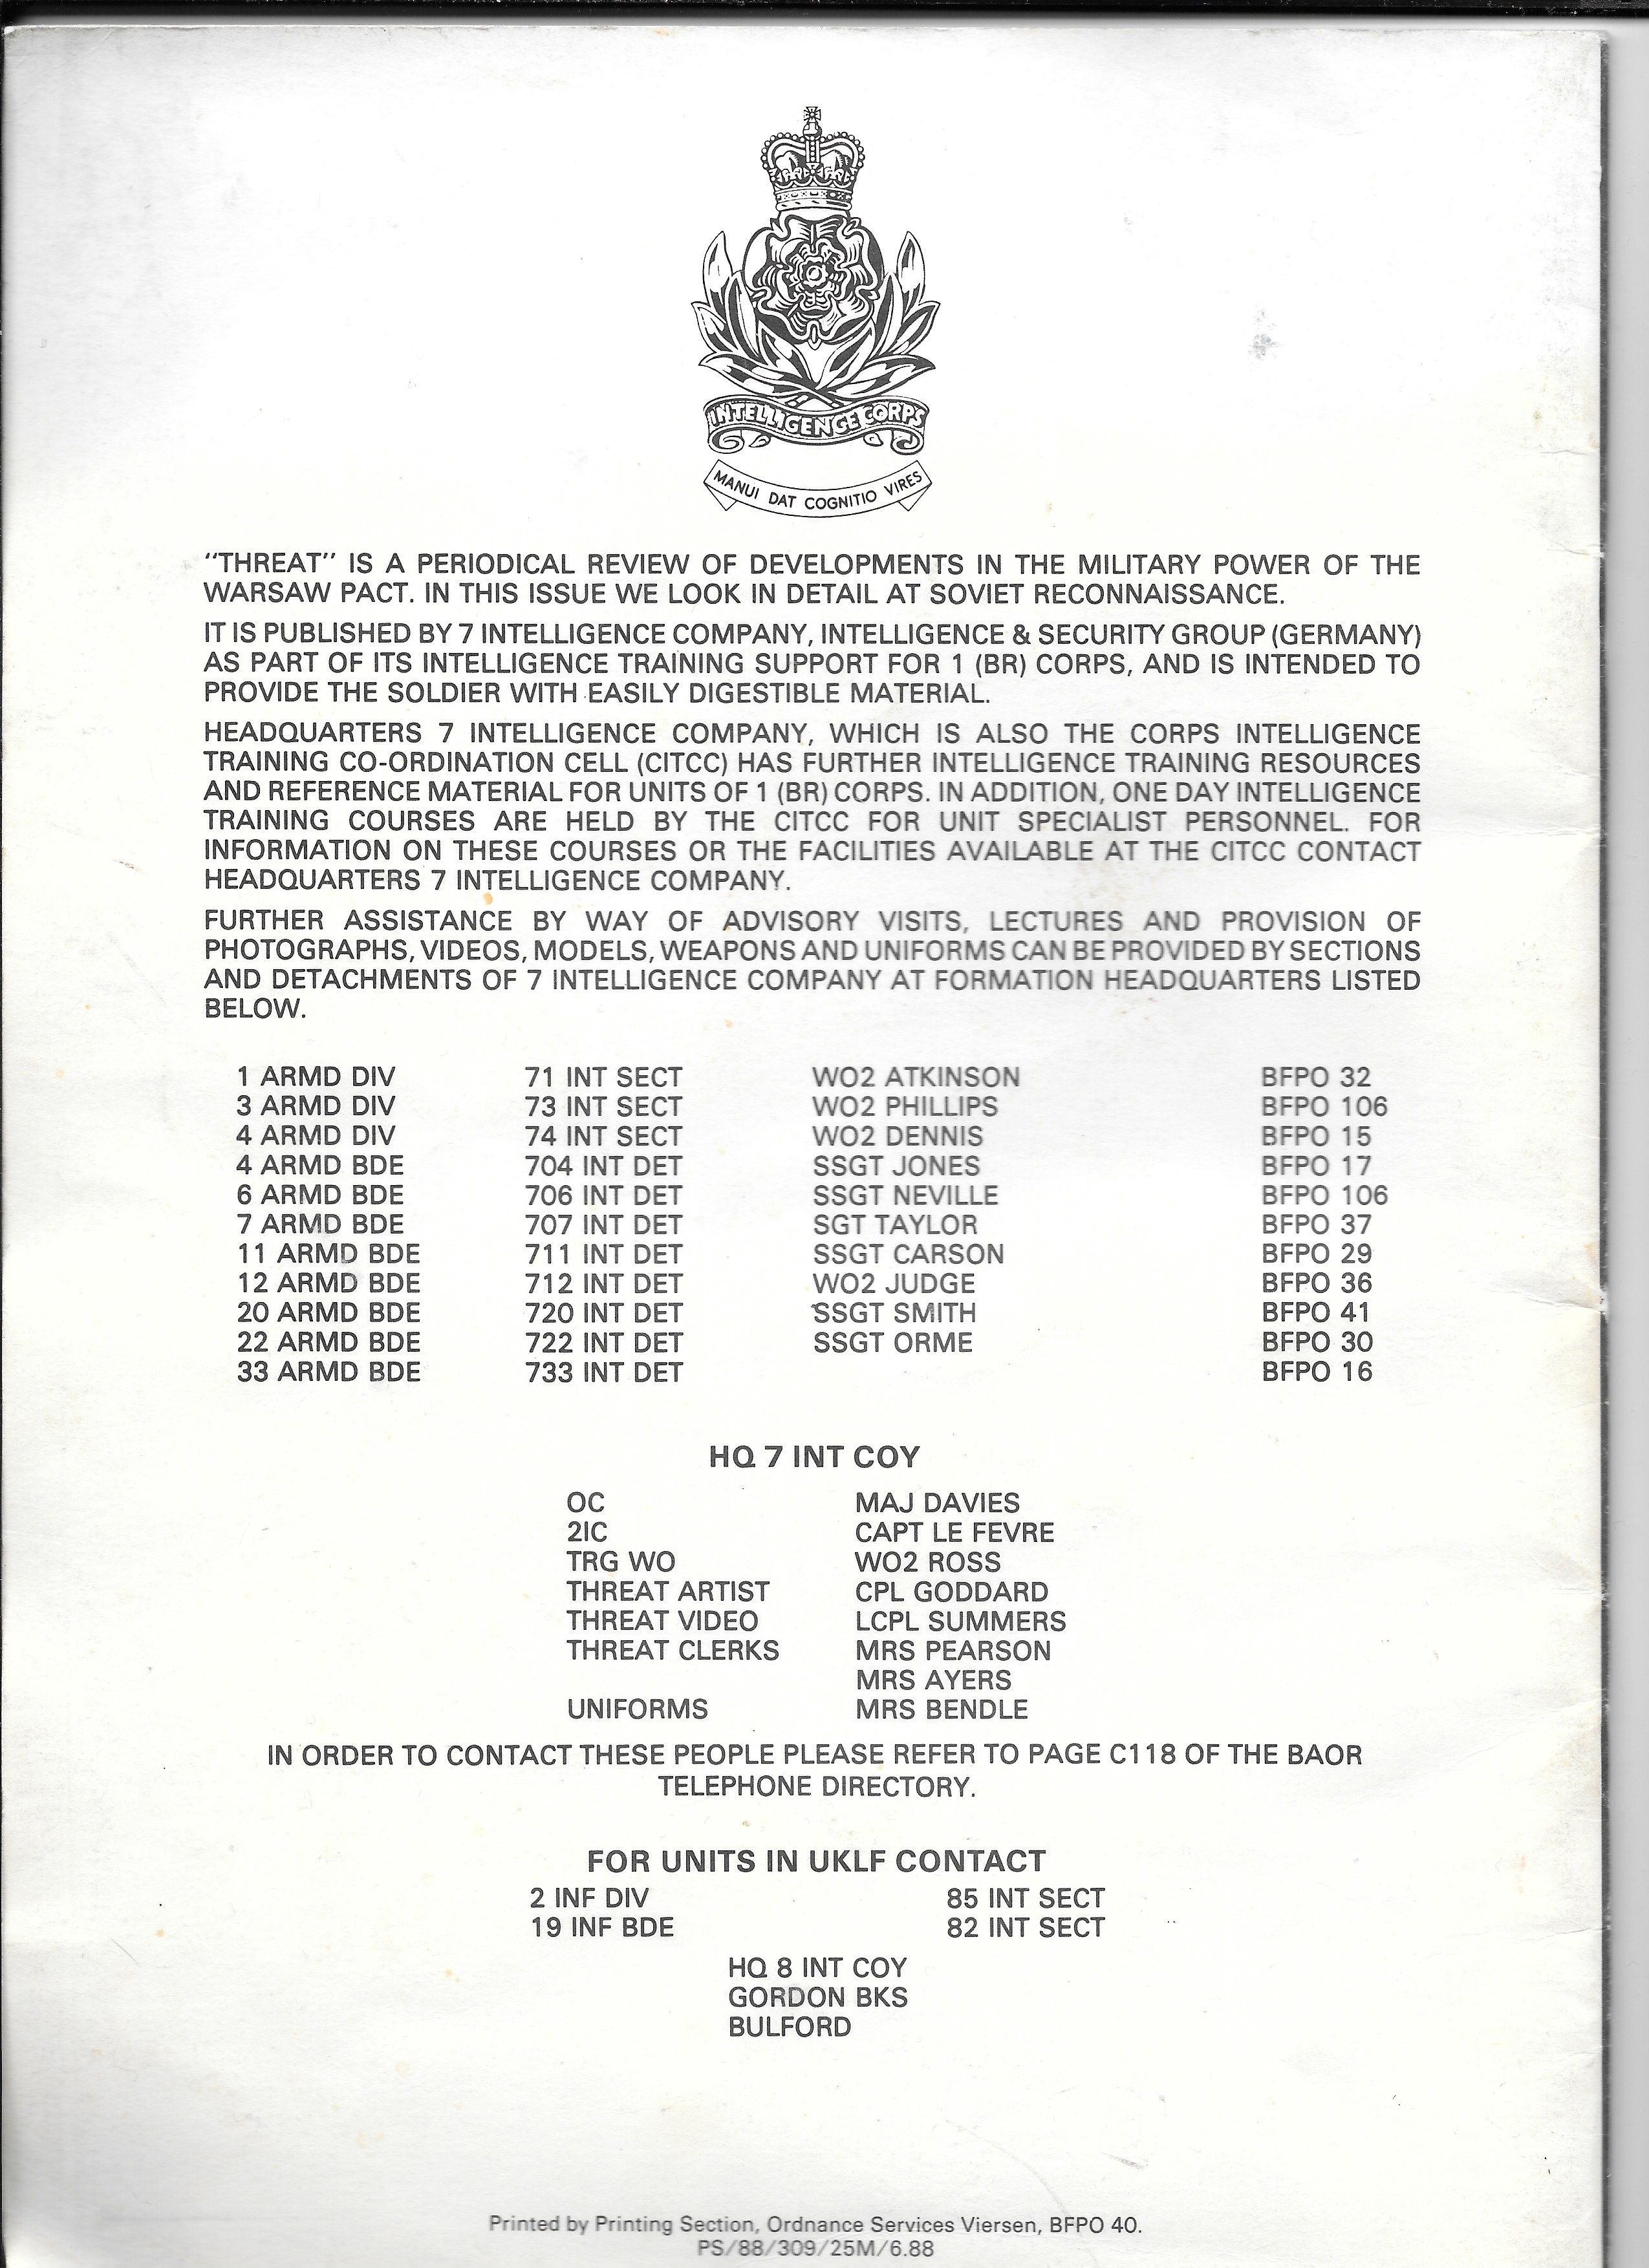 INTELLIGENCE CORPS
MANUI DAT COGNITIO VIRES
"THREAT" IS A PERIODICAL REVIEW OF DEVELOPMENTS IN THE MILITARY POWER OF THE
WARSAW PACT. IN THIS ISSUE WE LOOK IN DETAIL AT SOVIET RECONNAISSANCE.
IT IS PUBLISHED BY 7 INTELLIGENCE COMPANY, INTELLIGENCE & SECURITY GROUP (GERMANY)
AS PART OF ITS INTELLIGENCE TRAINING SUPPORT FOR 1 (BR) CORPS, AND IS INTENDED TO
PROVIDE THE SOLDIER WITH EASILY DIGESTIBLE MATERIAL.
HEADQUARTERS 7 INTELLIGENCE COMPANY, WHICH IS ALSO THE CORPS INTELLIGENCE
TRAINING CO-ORDINATION CELL (CITCC) HAS FURTHER INTELLIGENCE TRAINING RESOURCES
AND REFERENCE MATERIAL FOR UNITS OF 1 (BR) CORPS. IN ADDITION, ONE DAY INTELLIGENCE
TRAINING COURSES ARE HELD BY THE CITCC FOR UNIT SPECIALIST PERSONNEL. FOR
INFORMATION ON THESE COURSES OR THE FACILITIES AVAILABLE AT THE CITCC CONTACT
HEADQUARTERS 7 INTELLIGENCE COMPANY.
FURTHER ASSISTANCE BY WAY OF ADVISORY VISITS, LECTURES AND PROVISION OF
PHOTOGRAPHS, VIDEOS, MODELS, WEAPONS AND UNIFORMS CAN BE PROVIDED BY SECTIONS
AND DETACHMENTS OF 7 INTELLIGENCE COMPANY AT FORMATION HEADQUARTERS LISTED
BELOW.
1 ARMD DIV 71 INT SECT WO2 ATKINSON BFPO 32
3 ARMD DIV 73 INT SECT WO2 PHILLIPS BFPO 106
4 ARMD DIV 74 INT SECT WO2 DENNIS BFPO 15
4 ARMD BDE 704 INT DET SSGT JONES BFPO 17
6 ARMD BDE 706 INT DET SSGT NEVILLE BFPO 106
7 ARMD BDE 707 INT DET SGT TAYLOR BFPO 37
11 ARMD BDE 711 INT DET SSGT CARSON BFPO 29
12 ARMD BDE 712 INT DET WO2 JUDGE BFPO 36
20 ARMD BDE 720 INT DET SSGT SMITH BFPO 41
22 ARMD BDE 722 INT DET SSGT ORME BFPO 30
33 ARMD BDE 733 INT DET BFPO 16
HQ 7 INT COY
OC MAJ DAVIES
2IC CAPT LE FEVRE
TRG WO WO2 ROSS
THREAT ARTIST CPL GODDARD
THREAT VIDEO LCPL SUMMERS
THREAT CLERKS MRS PEARSON
MRS AYERS
UNIFORMS MRS BENDLE
IN ORDER TO CONTACT THESE PEOPLE PLEASE REFER TO PAGE C118 OF THE BAOR
TELEPHONE DIRECTORY.
FOR UNITS IN UKLF CONTACT
2 INF DIV 85 INT SECT
19 INF BDE 82 INT SECT
HQ 8 INT COY
GORDON BKS
BULFORD
Printed by Printing Section, Ordnance Services Viersen, BFPO 40.
PS/88/309/25M/6.88